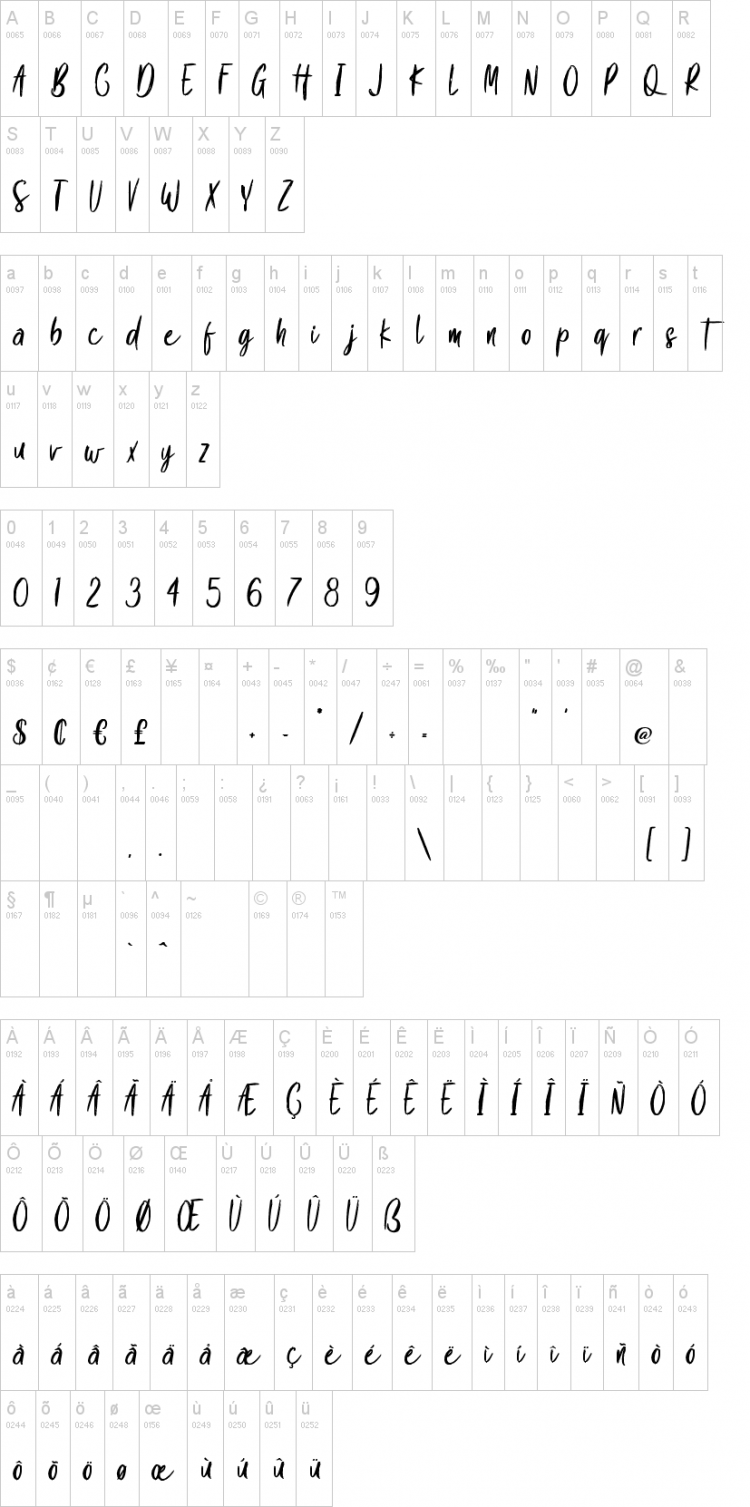 A B C D E F G H I J K L M N O P Q R
0065 0066 0067 0068 0069 0070 0071 0072 0073 0074 0075 0076 0077 0078 0079 0080 0081 0082
A B C D E F G H I J K L M N O P Q R
S T U V W X Y Z
0083 0084 0085 0086 0087 0088 0089 0090
S T U V W X Y Z
a b c d e f g h i j k l m n o p q r s t
0097 0098 0099 0100 0101 0102 0103 0104 0105 0106 0107 0108 0109 0110 0111 0112 0113 0114 0115 0116
a b c d e f g h i j k l m n o p q r s t
u v w x y z
0117 0118 0119 0120 0121 0122
u v w x y z
0 1 2 3 4 5 6 7 8 9
0048 0049 0050 0051 0052 0053 0054 0055 0056 0057
0 1 2 3 4 5 6 7 8 9
$ ¢ € £ ¥ ¤ + - * / ÷ = % ‰ " ' # @ &
0036 0162 0128 0163 0165 0164 0043 0045 0042 0047 0247 0061 0037 0137 0034 0039 0035 0064 0038
$ ¢ € £ + - * / ÷ = " ' @
_ ( ) , . ; : ¿ ? ¡ ! \ | { } < > [ ]
0095 0040 0041 0044 0046 0059 0058 0191 0063 0161 0033 0092 0124 0123 0125 0060 0062 0091 0093
, . \ [ ]
§ ¶ µ ` ^ ~ © ® ™
0167 0182 0181 0096 0094 0126 0169 0174 0153
` ^
À Á Â Ã Ä Å Æ Ç È É Ê Ë Ì Í Î Ï Ñ Ò Ó
0192 0193 0194 0195 0196 0197 0198 0199 0200 0201 0202 0203 0204 0205 0206 0207 0209 0210 0211
À Á Â Ã Ä Å Æ Ç È É Ê Ë Ì Í Î Ï Ñ Ò Ó
Ô Õ Ö Ø Œ Ù Ú Û Ü ß
0212 0213 0214 0216 0140 0217 0218 0219 0220 0223
Ô Õ Ö Ø Œ Ù Ú Û Ü ß
à á â ã ä å æ ç è é ê ë ì í î ï ñ ò ó
0224 0225 0226 0227 0228 0229 0230 0231 0232 0233 0234 0235 0236 0237 0238 0239 0241 0242 0243
à á â ã ä å æ ç è é ê ë ì í î ï ñ ò ó
ô õ ö ø œ ù ú û ü
0244 0245 0246 0248 0156 0249 0250 0251 0252
ô õ ö ø œ ù ú û ü